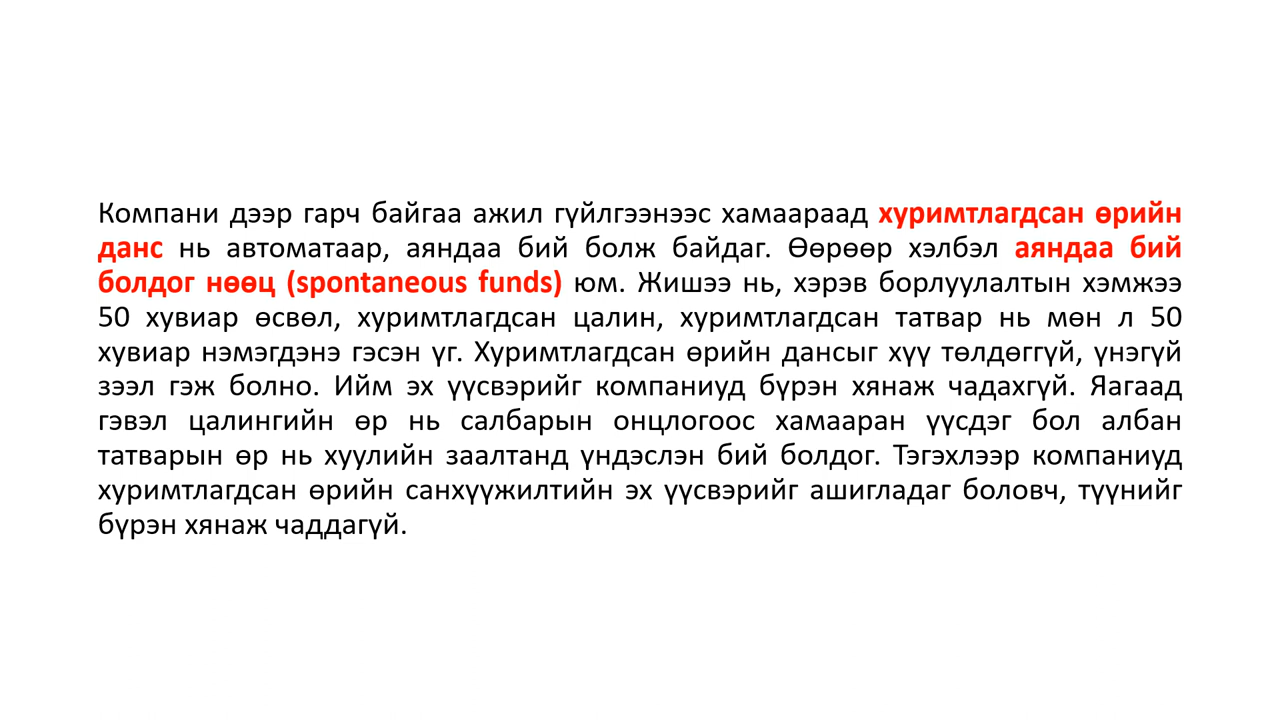 Компани дээр гарч байгаа ажил гүйлгээнээс хамаараад хуримтлагдсан өрийн
данс нь автоматаар, аяндаа бий болж байдаг. Өөрөөр хэлбэл аяндаа бий
болдог нөөц (spontaneous funds) юм. Жишээ нь, хэрэв борлуулалтын хэмжээ
50 хувиар өсвөл, хуримтлагдсан цалин, хуримтлагдсан татвар нь мөн л 50
хувиар нэмэгдэнэ гэсэн үг. Хуримтлагдсан өрийн дансыг хүү төлдөггүй, үнэгүй
зээл гэж болно. Ийм эх үүсвэрийг компаниуд бүрэн хянаж чадахгүй. Яагаад
гэвэл цалингийн өр нь салбарын онцлогоос хамааран үүсдэг бол албан
татварын өр нь хуулийн заалтанд үндэслэн бий болдог. Тэгэхлээр компаниуд
хуримтлагдсан өрийн санхүүжилтийн эх үүсвэрийг ашигладаг боловч, түүнийг
бүрэн хянаж чаддагүй.